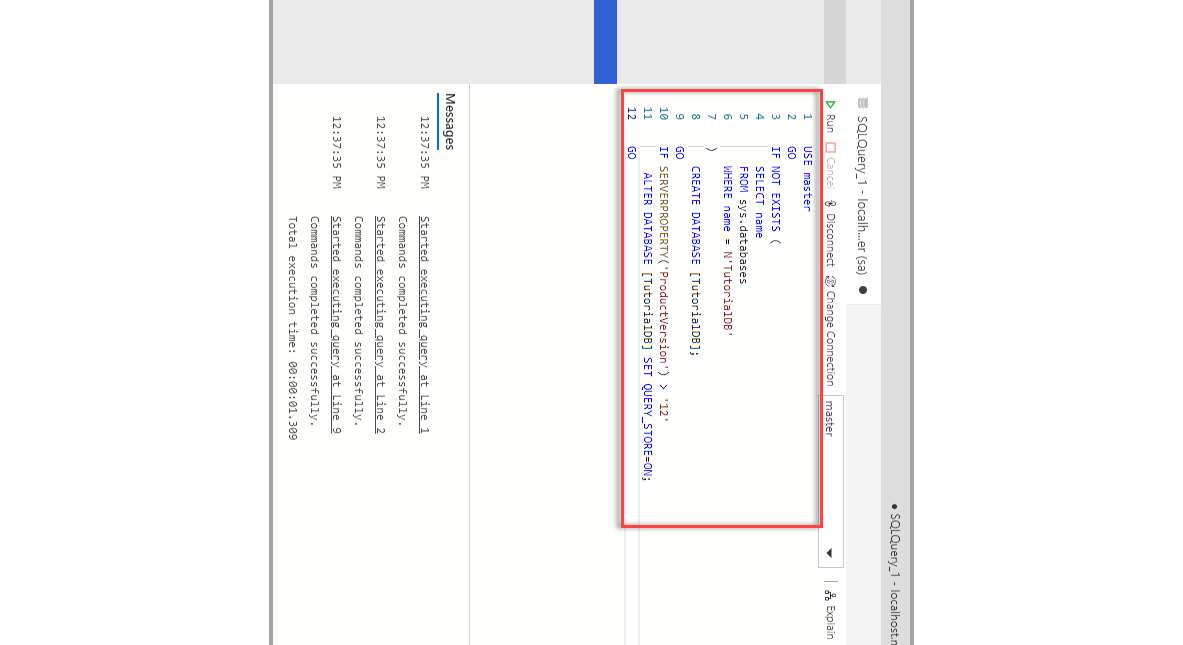 ● SQLQuery_1 - localhost.
SQLQuery_1 - localh...er (sa) ●
Run Cancel Disconnect Change Connection master Explain
1 USE master
2 GO
3 IF NOT EXISTS (
4 SELECT name
5 FROM sys.databases
6 WHERE name = N'TutorialDB'
7 )
8 CREATE DATABASE [TutorialDB];
9 GO
10 IF SERVERPROPERTY('ProductVersion') > '12'
11 ALTER DATABASE [TutorialDB] SET QUERY_STORE=ON;
12 GO
Messages
12:37:35 PM Started executing query at Line 1
Commands completed successfully.
12:37:35 PM Started executing query at Line 2
Commands completed successfully.
12:37:35 PM Started executing query at Line 9
Commands completed successfully.
Total execution time: 00:00:01.309